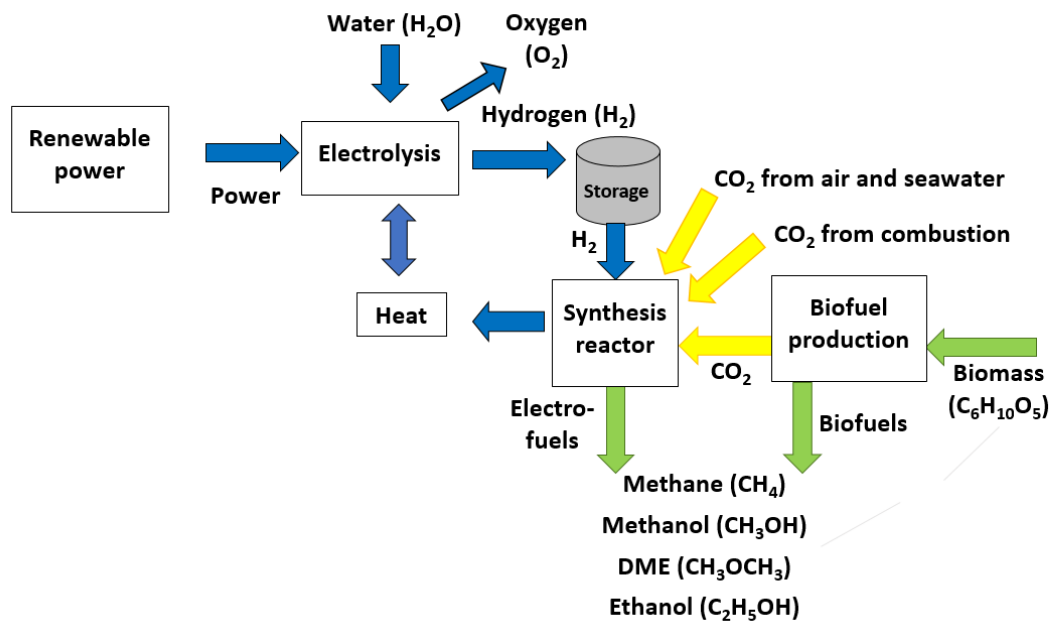 Water (H₂O)
Oxygen
(O₂)
Renewable
power
Power
Electrolysis
Hydrogen (H₂)
Storage
H₂
CO₂ from air and seawater
CO₂ from combustion
Heat
Synthesis
reactor
CO₂
Biofuel
production
Biomass
(C₆H₁₀O₅)
Electro-
fuels
Biofuels
Methane (CH₄)
Methanol (CH₃OH)
DME (CH₃OCH₃)
Ethanol (C₂H₅OH)